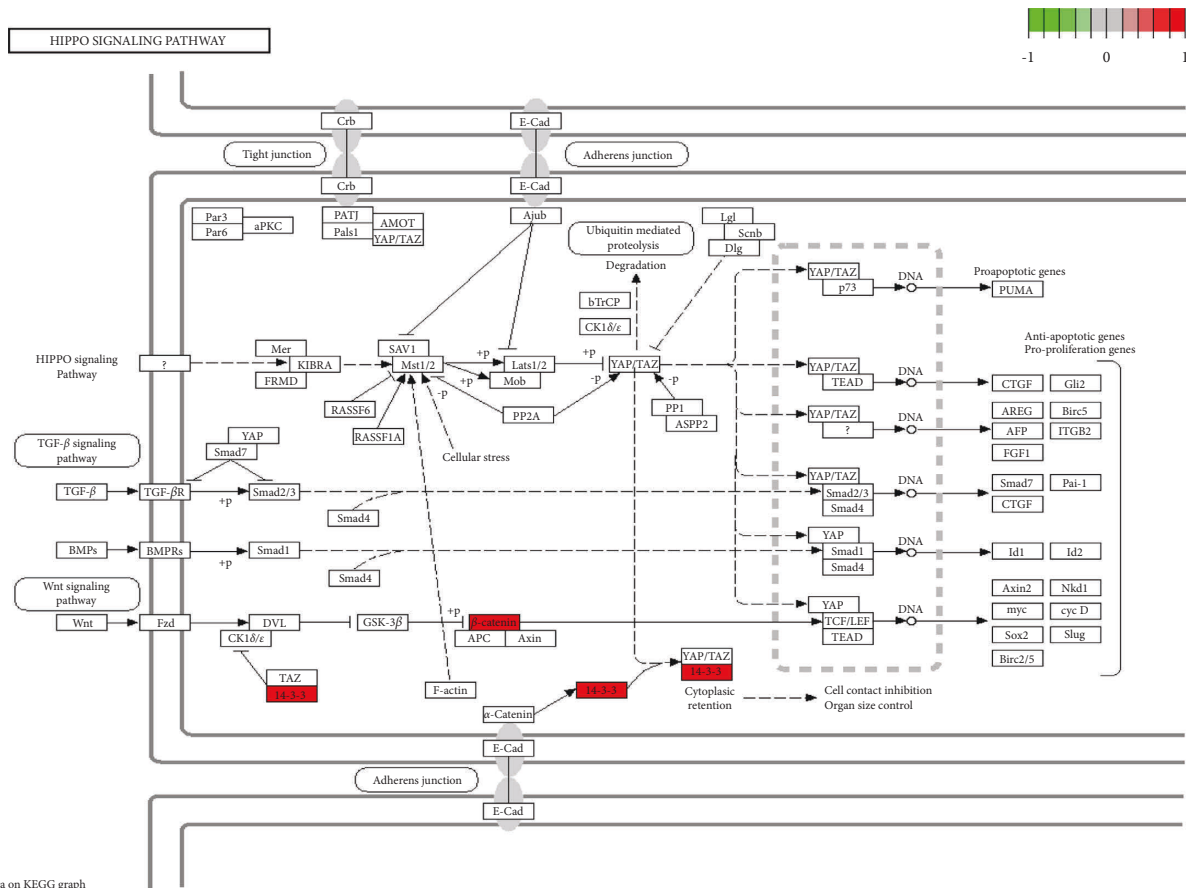 HIPPO SIGNALING PATHWAY
-1 0 1
Crb
E-Cad
Tight junction
Adherens junction
Crb
E-Cad
Par3
Par6
aPKC
PATJ
Pals1
AMOT
YAP/TAZ
Ajub
Ubiquitin mediated
proteolysis
Degradation
Lgl
Scnb
Dlg
bTrCP
CK1δ/ε
YAP/TAZ
p73
DNA
Proapoptotic genes
PUMA
Anti-apoptotic genes
Pro-proliferation genes
HIPPO signaling
Pathway
?
Mer
KIBRA
FRMD
SAV1
Mst1/2
+p
+p
-p
Lats1/2
Mob
+p
-p
YAP/TAZ
-p
RASSF6
RASSF1A
PP2A
PP1
ASPP2
Cellular stress
YAP/TAZ
TEAD
DNA
CTGF
Gli2
YAP/TAZ
?
DNA
AREG
Birc5
AFP
ITGB2
FGF1
TGF-β signaling
pathway
YAP
Smad7
TGF-β
TGF-βR
+p
Smad2/3
Smad4
YAP/TAZ
Smad2/3
Smad4
DNA
Smad7
Pai-1
CTGF
BMPs
BMPRs
+p
Smad1
Smad4
YAP
Smad1
Smad4
DNA
Id1
Id2
Wnt signaling
pathway
Wnt
Fzd
DVL
CK1δ/ε
GSK-3β
+p
β-catenin
APC
Axin
YAP
TCF/LEF
TEAD
DNA
Axin2
Nkd1
myc
cyc D
Sox2
Slug
Birc2/5
TAZ
14-3-3
F-actin
α-Catenin
14-3-3
YAP/TAZ
14-3-3
Cytoplasic
retention
Cell contact inhibition
Organ size control
E-Cad
Adherens junction
E-Cad
a on KEGG graph